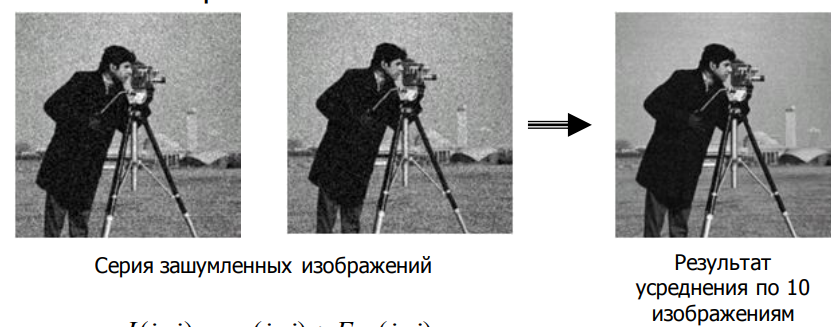 Серия зашумленных изображений
Результат
усреднения по 10
изображениям